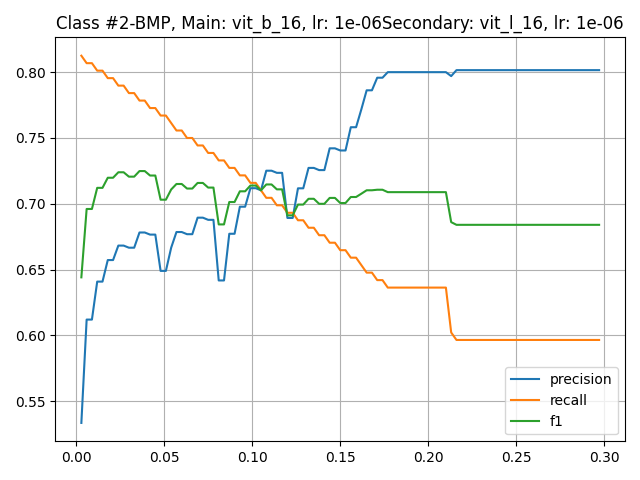 Class #2-BMP, Main: vit_b_16, lr: 1e-06Secondary: vit_l_16, lr: 1e-06
0.80
0.75
0.70
0.65
0.60
0.55
0.00 0.05 0.10 0.15 0.20 0.25 0.30
precision
recall
f1